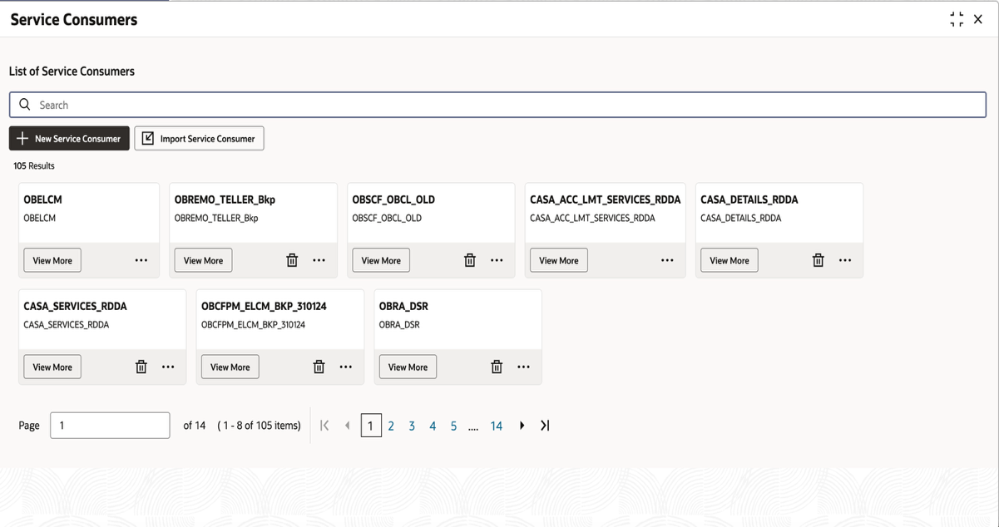 Service Consumers
List of Service Consumers
Search
New Service Consumer Import Service Consumer
105 Results
OBELCM OBREMO_TELLER_Bkp OBSCF_OBCL_OLD CASA_ACC_LMT_SERVICES_RDDA CASA_DETAILS_RDDA
OBELCM OBREMO_TELLER_Bkp OBSCF_OBCL_OLD CASA_ACC_LMT_SERVICES_RDDA CASA_DETAILS_RDDA
View More ... View More ... View More ... View More ... View More ...
CASA_SERVICES_RDDA OBCFPM_ELCM_BKP_310124 OBRA_DSR
CASA_SERVICES_RDDA OBCFPM_ELCM_BKP_310124 OBRA_DSR
View More ... View More ... View More ...
Page 1 of 14 ( 1 - 8 of 105 items) 1 2 3 4 5 .... 14